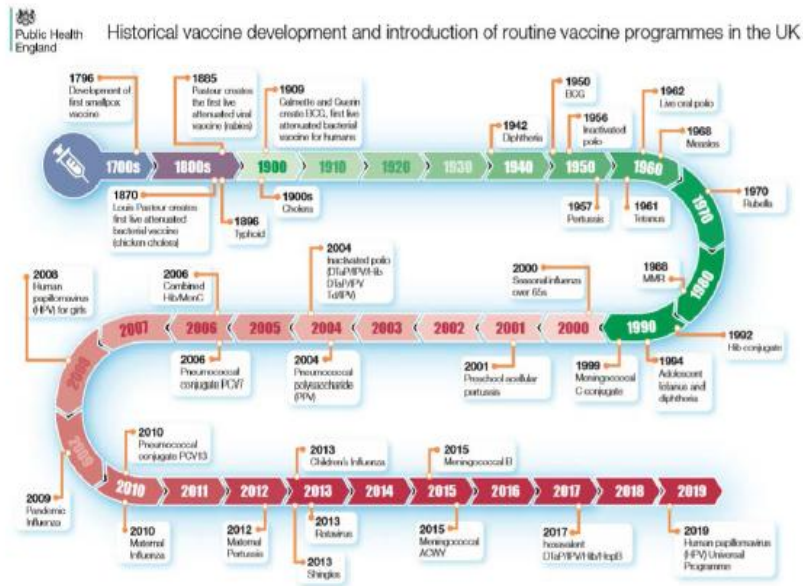 Public Health
England
Historical vaccine development and introduction of routine vaccine programmes in the UK
1796
Development of
first smallpox
vaccine
1885
Pasteur creates
the first live
attenuated viral
vaccine (rabies)
1909
Calmette and Guerin
create BCG, first live
attenuated bacterial
vaccine for humans
1942
Diphtheria
1950
BCG
1956
Inactivated
polio
1962
Live oral polio
1968
Measles
1700s
1800s
1900
1910
1920
1930
1940
1950
1960
1970
1980
1990
1870
Louis Pasteur creates
first live attenuated
bacterial vaccine
(chicken cholera)
1896
Typhoid
1900s
Cholera
1957
Pertussis
1961
Tetanus
1970
Rubella
1988
MMR
1992
Hib conjugate
1994
Adolescent
tetanus and
diphtheria
1999
Meningococcal
C conjugate
2000
Seasonal influenza
over 65s
2001
Preschool acellular
pertussis
2004
Inactivated polio
(DTaP/IPV/Hib
DTaP/IPV
Td/IPV)
2004
Pneumococcal
polysaccharide
(PPV)
2006
Combined
Hib/MenC
2006
Pneumococcal
conjugate PCV7
2008
Human
papillomavirus
(HPV) for girls
2000
2001
2002
2003
2004
2005
2006
2007
2008
2009
2009
Pandemic
Influenza
2010
Pneumococcal
conjugate PCV13
2010
Maternal
Influenza
2012
Maternal
Pertussis
2013
Children's Influenza
2013
Rotavirus
2013
Shingles
2015
Meningococcal B
2015
Meningococcal
ACWY
2010
2011
2012
2013
2014
2015
2016
2017
2018
2019
2017
hexavalent
DTaP/IPV/Hib/HepB
2019
Human papillomavirus
(HPV) Universal
Programme